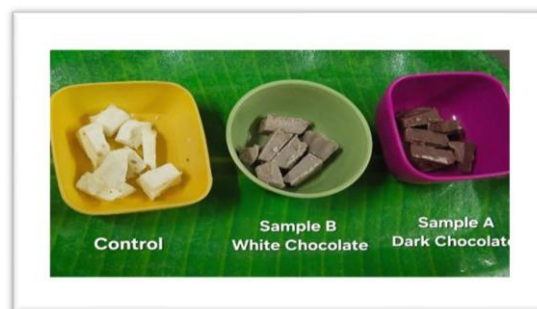 Control
Sample B
White Chocolate
Sample A
Dark Chocolat